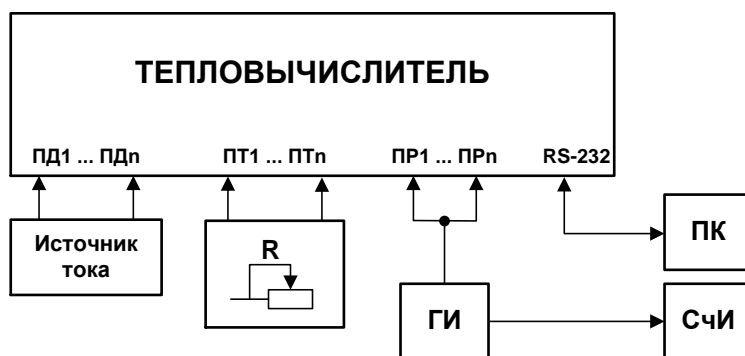 ТЕПЛОВЫЧИСЛИТЕЛЬ
ПД1 ... ПДn ПТ1 ... ПТn ПР1 ... ПРn RS-232
Источник
тока
R
ПК
ГИ
СчИ